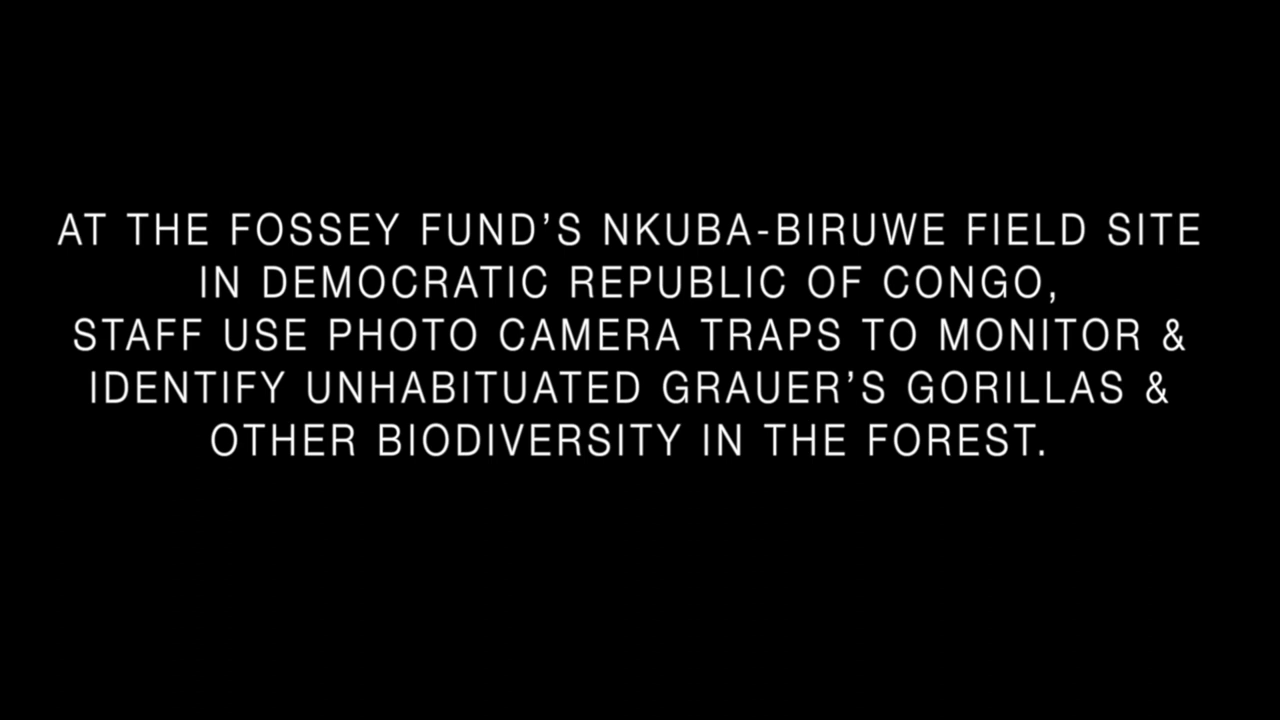 AT THE FOSSEY FUND’S NKUBA-BIRUWE FIELD SITE
IN DEMOCRATIC REPUBLIC OF CONGO,
STAFF USE PHOTO CAMERA TRAPS TO MONITOR &
IDENTIFY UNHABITUATED GRAUER’S GORILLAS &
OTHER BIODIVERSITY IN THE FOREST.